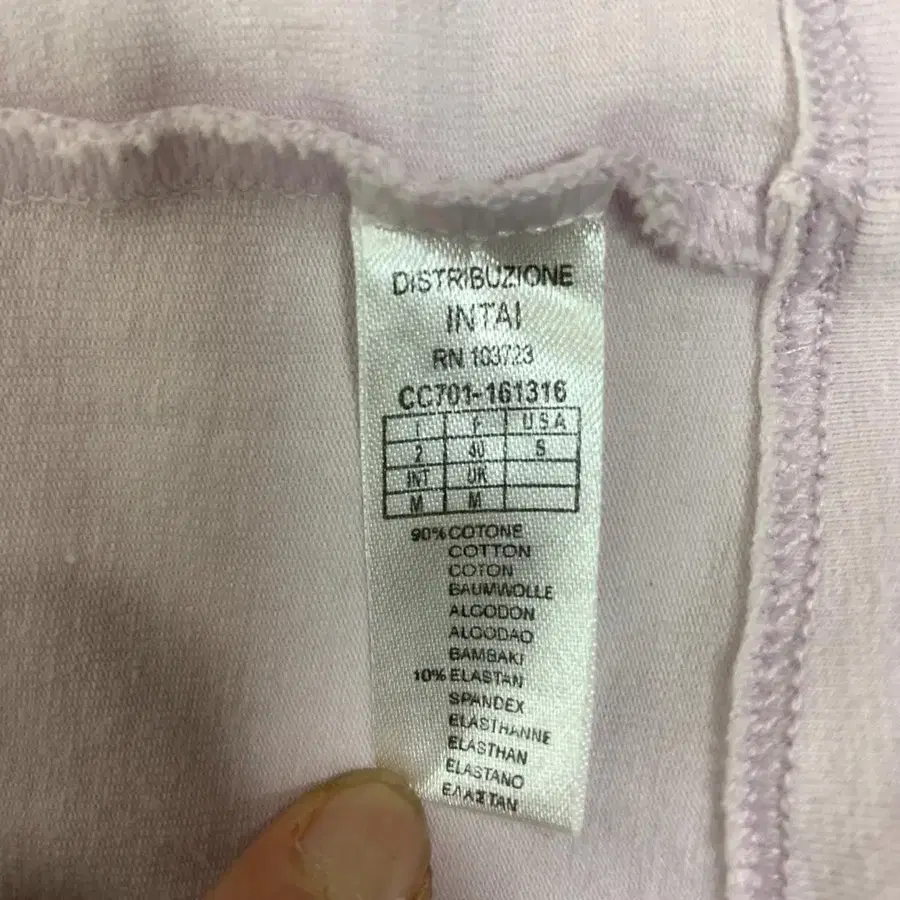 DISTRIBUZIONE
INTAI
RN 103723
CC701-161316
I F USA
2 40 S
INT UK
M M
90% COTONE
COTTON
COTON
BAUMWOLLE
ALGODON
ALGODAO
BAMBAKI
10% ELASTAN
SPANDEX
ELASTHANNE
ELASTHAN
ELASTANO
ΕΛΑΣΤΑΝ